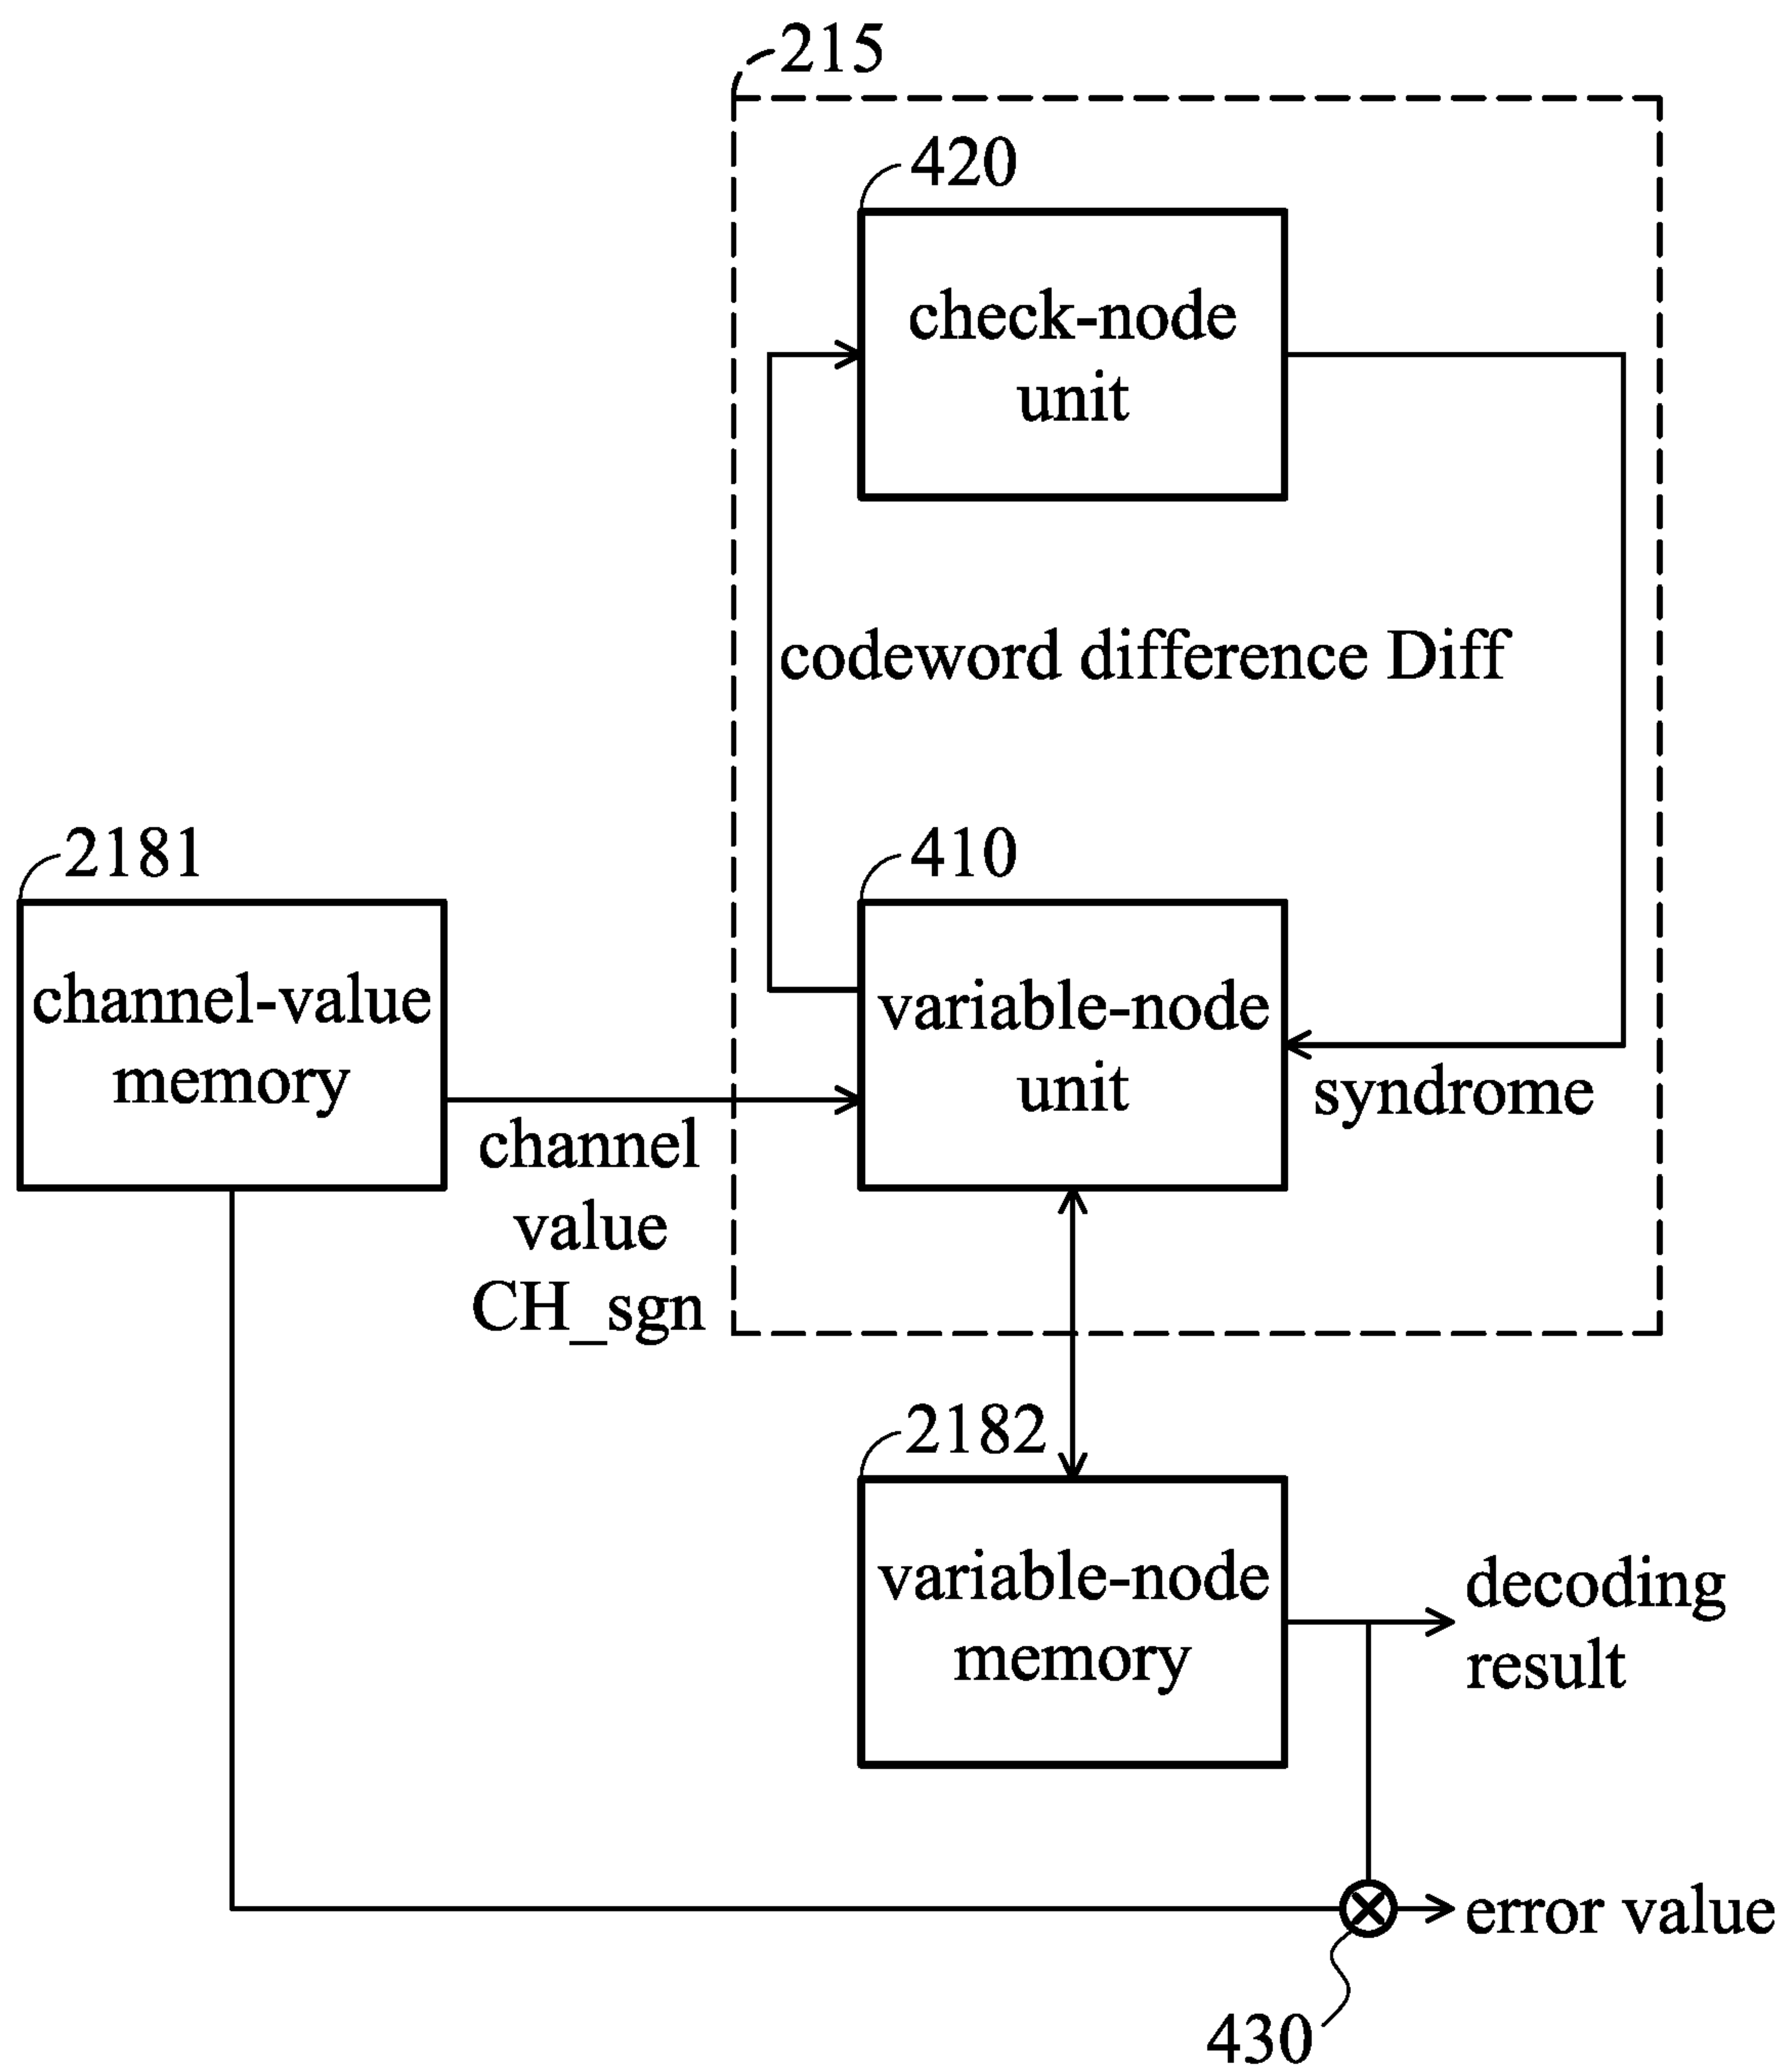 215
420
check-node
unit
codeword difference Diff
2181
channel-value
memory
410
variable-node
unit
syndrome
channel
value
CH_sgn
2182
variable-node
memory
decoding
result
error value
430